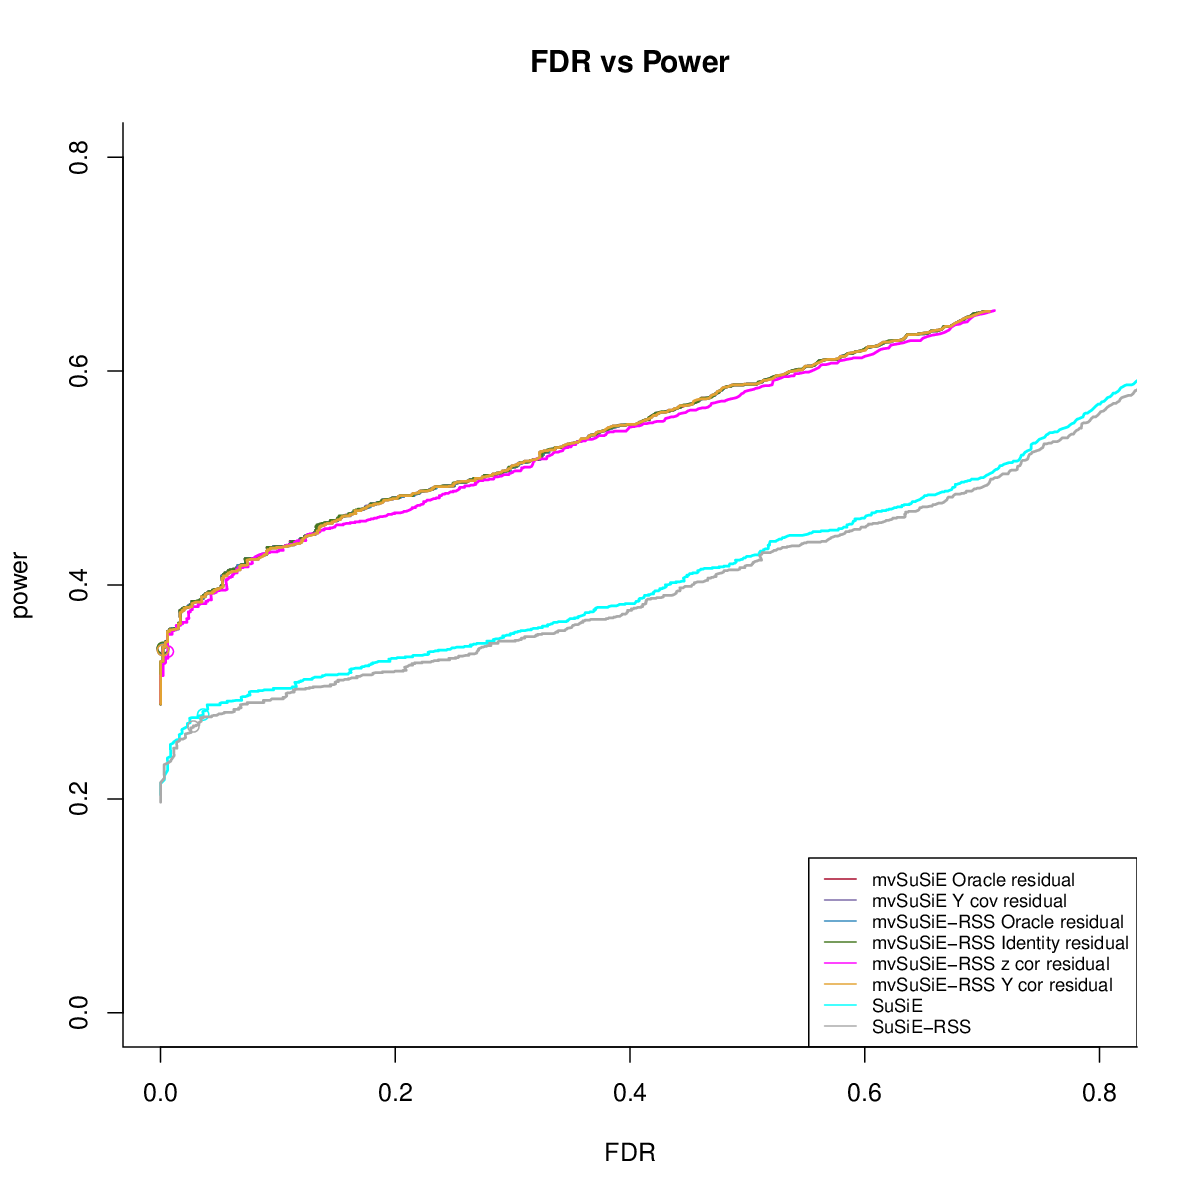 FDR vs Power
power
0.8
0.6
0.4
0.2
0.0
0.0 0.2 0.4 0.6 0.8
FDR
mvSuSiE Oracle residual
mvSuSiE Y cov residual
mvSuSiE−RSS Oracle residual
mvSuSiE−RSS Identity residual
mvSuSiE−RSS z cor residual
mvSuSiE−RSS Y cor residual
SuSiE
SuSiE−RSS